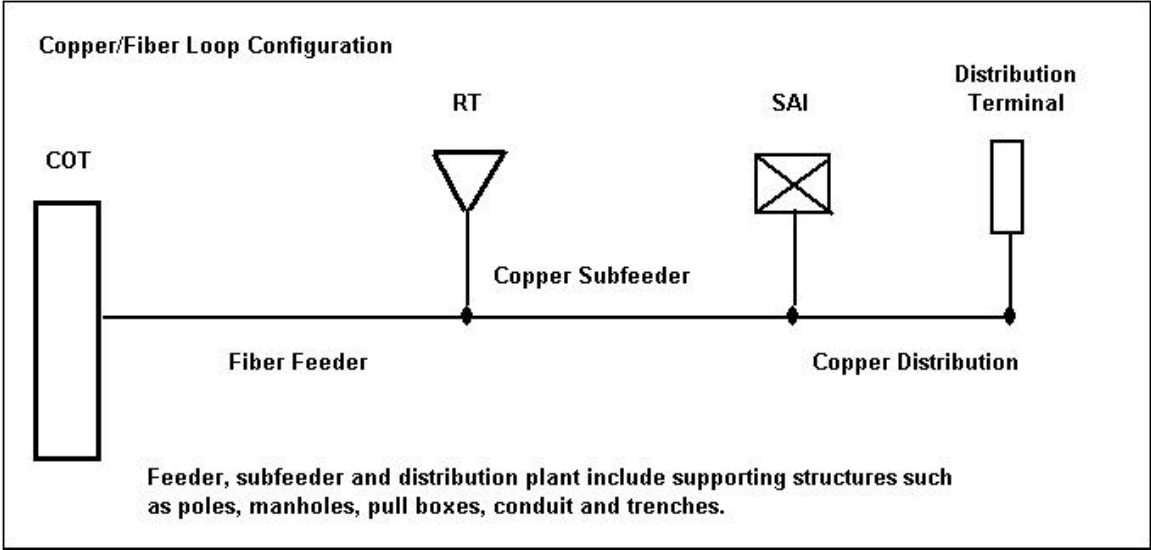 Copper/Fiber Loop Configuration
Distribution
Terminal
RT
SAI
COT
Copper Subfeeder
Fiber Feeder
Copper Distribution
Feeder, subfeeder and distribution plant include supporting structures such
as poles, manholes, pull boxes, conduit and trenches.